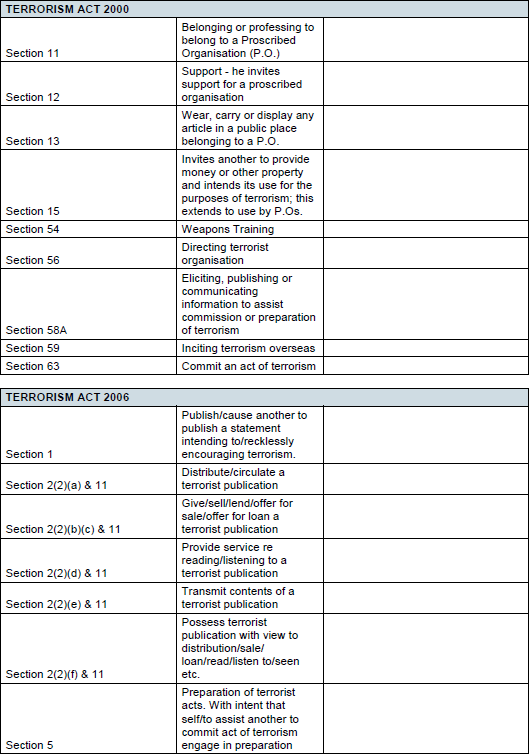 TERRORISM ACT 2000
Section 11
Belonging or professing to
belong to a Proscribed
Organisation (P.O.)
Section 12
Support - he invites
support for a proscribed
organisation
Section 13
Wear, carry or display any
article in a public place
belonging to a P.O.
Section 15
Invites another to provide
money or other property
and intends its use for the
purposes of terrorism; this
extends to use by P.Os.
Section 54
Weapons Training
Section 56
Directing terrorist
organisation
Section 58A
Eliciting, publishing or
communicating
information to assist
commission or preparation
of terrorism
Section 59
Inciting terrorism overseas
Section 63
Commit an act of terrorism
TERRORISM ACT 2006
Section 1
Publish/cause another to
publish a statement
intending to/recklessly
encouraging terrorism.
Section 2(2)(a) & 11
Distribute/circulate a
terrorist publication
Section 2(2)(b)(c) & 11
Give/sell/lend/offer for
sale/offer for loan a
terrorist publication
Section 2(2)(d) & 11
Provide service re
reading/listening to a
terrorist publication
Section 2(2)(e) & 11
Transmit contents of a
terrorist publication
Section 2(2)(f) & 11
Possess terrorist
publication with view to
distribution/sale/
loan/read/listen to/seen
etc.
Section 5
Preparation of terrorist
acts. With intent that
self/to assist another to
commit act of terrorism
engage in preparation